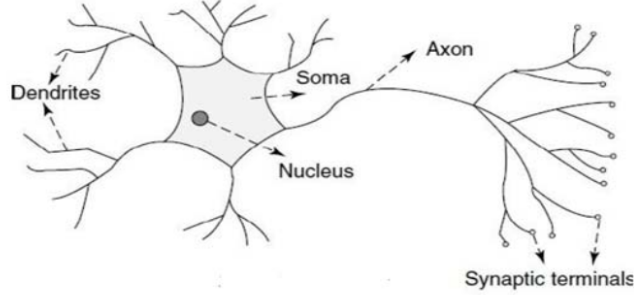 Axon
Soma
Dendrites
Nucleus
Synaptic terminals